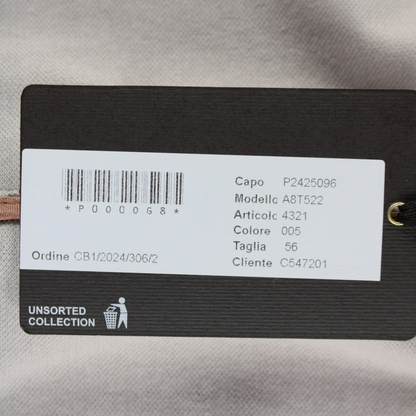 *P0000G8*
Capo P2425096
Modello A8T522
Articolo 4321
Colore 005
Taglia 56
Ordine CB1/2024/306/2
Cliente C547201
UNSORTED
COLLECTION